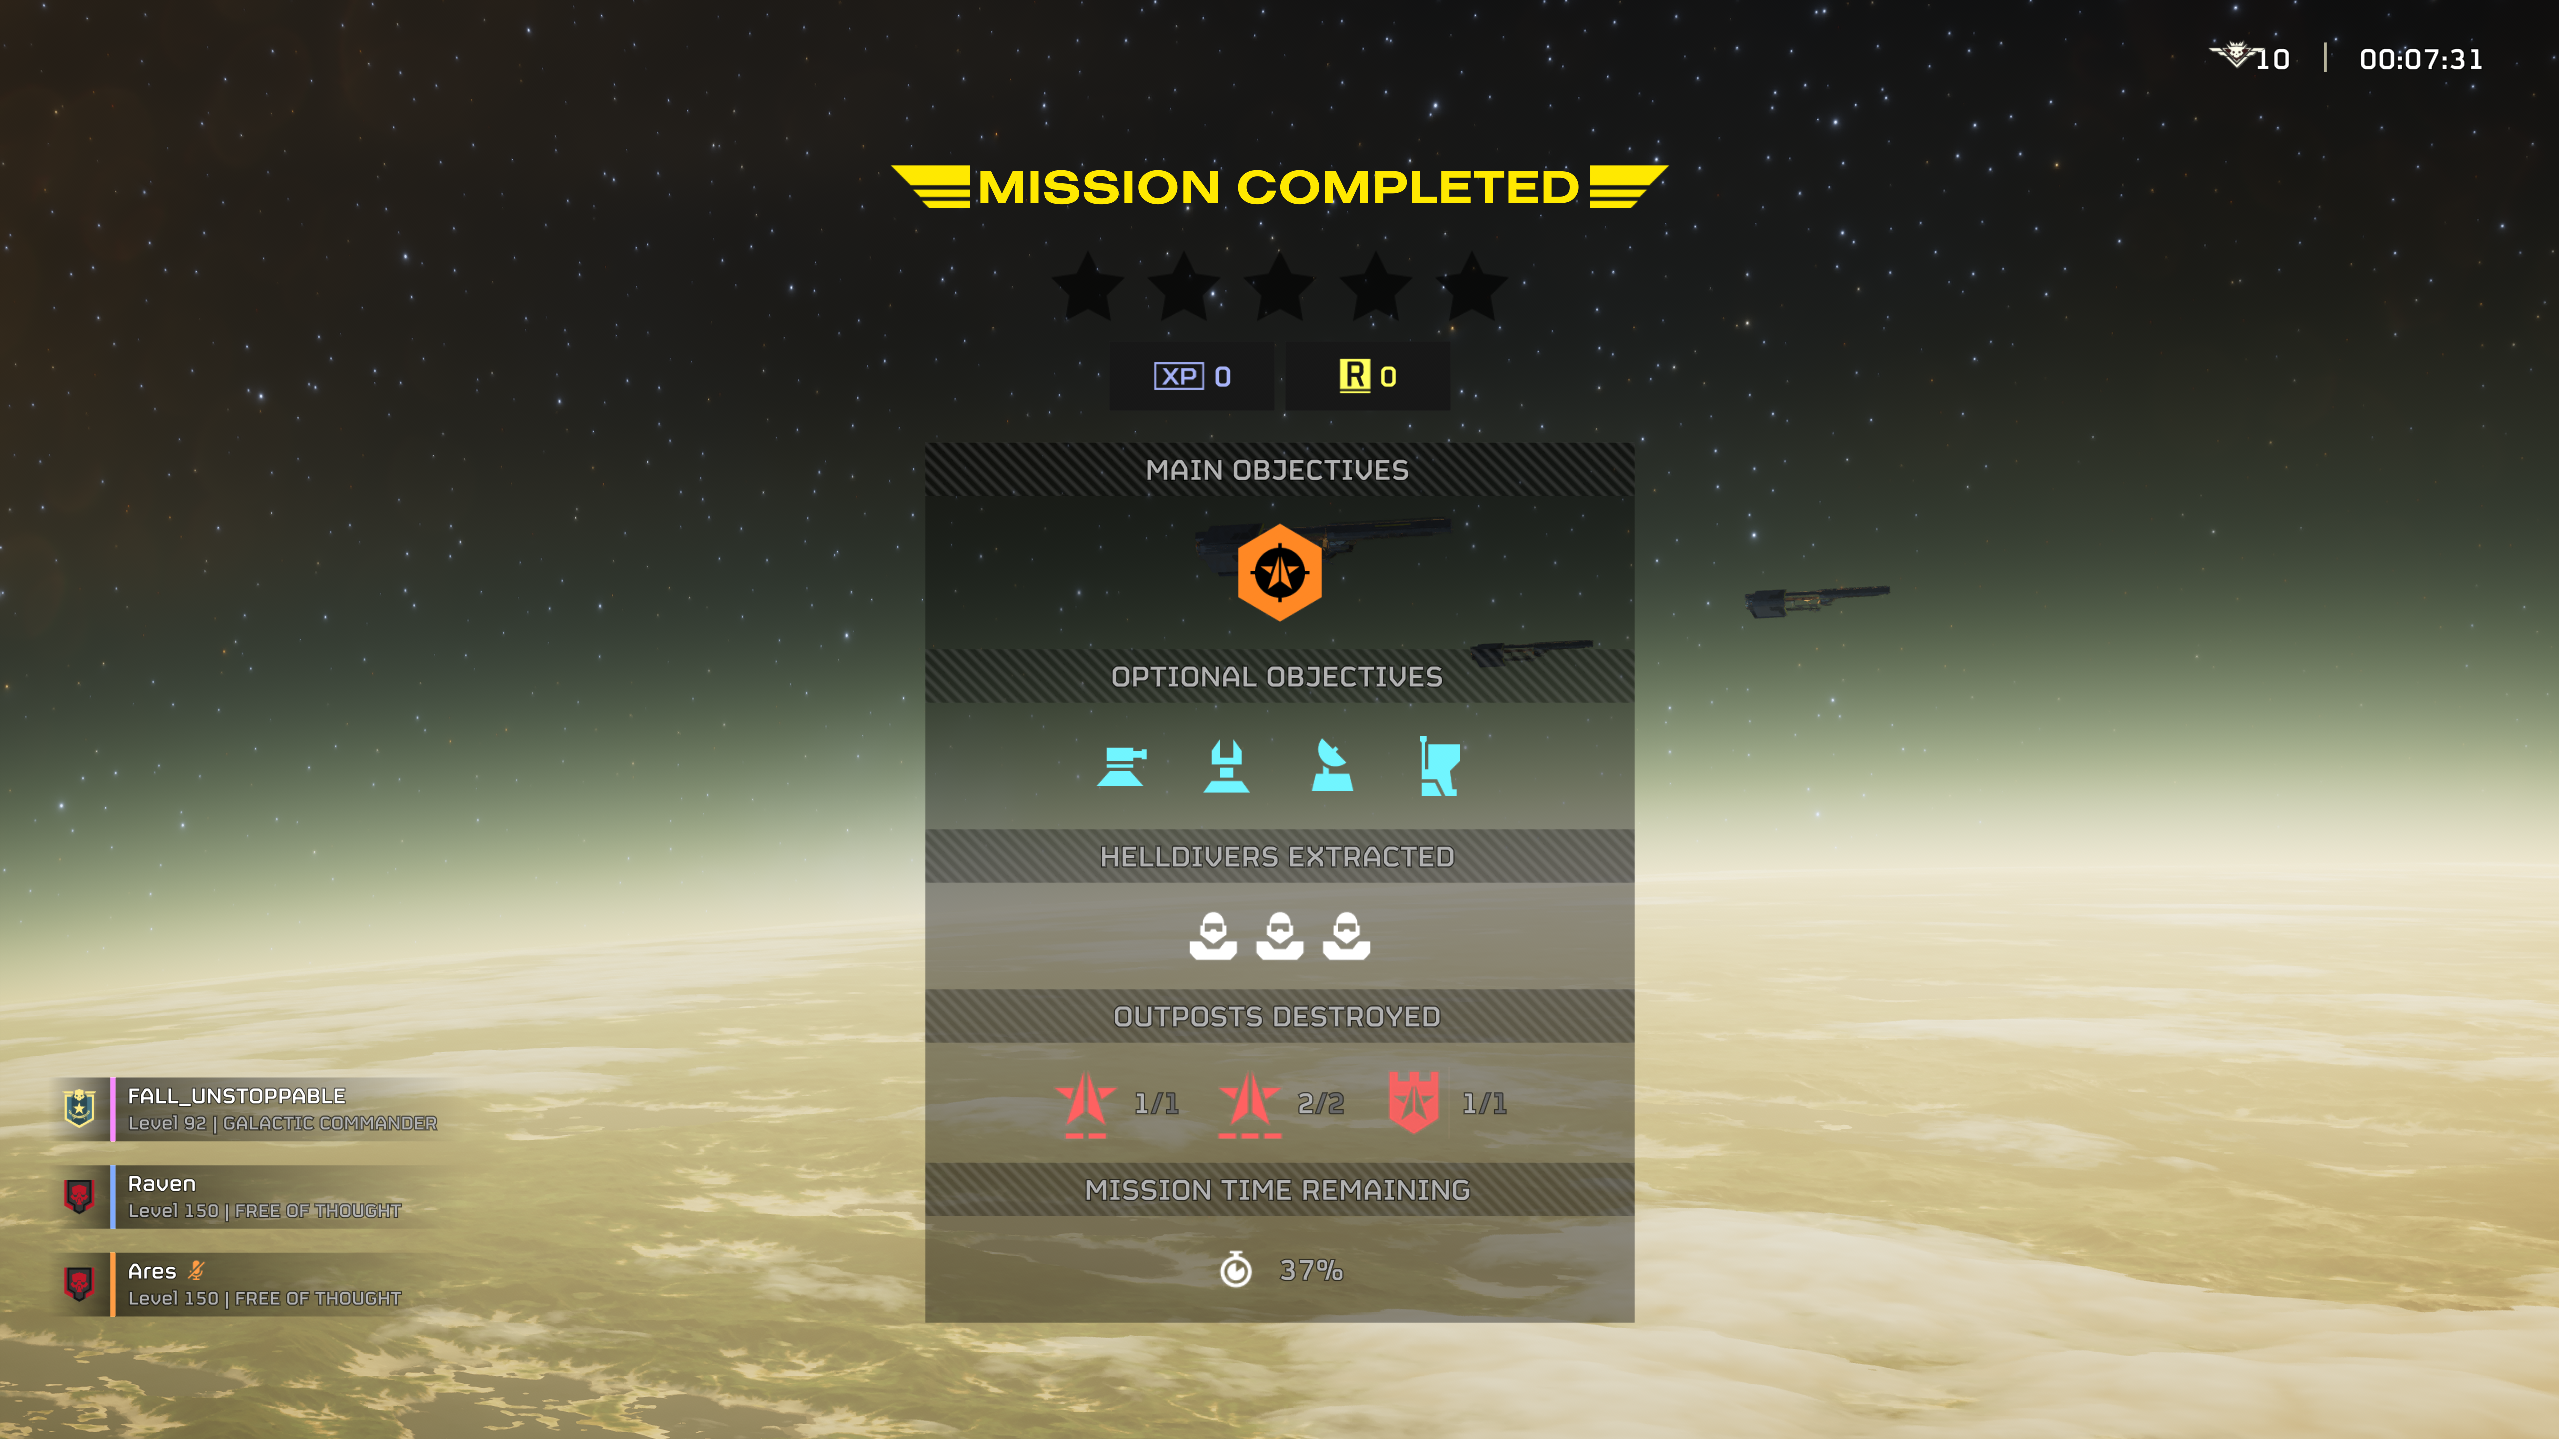 10 | 00:07:31
MISSION COMPLETED
XP 0
R 0
MAIN OBJECTIVES
OPTIONAL OBJECTIVES
HELLDIVERS EXTRACTED
OUTPOSTS DESTROYED
1/1 2/2 1/1
MISSION TIME REMAINING
37%
FALL_UNSTOPPABLE
Level 92 | GALACTIC COMMANDER
Raven
Level 150 | FREE OF THOUGHT
Ares
Level 150 | FREE OF THOUGHT